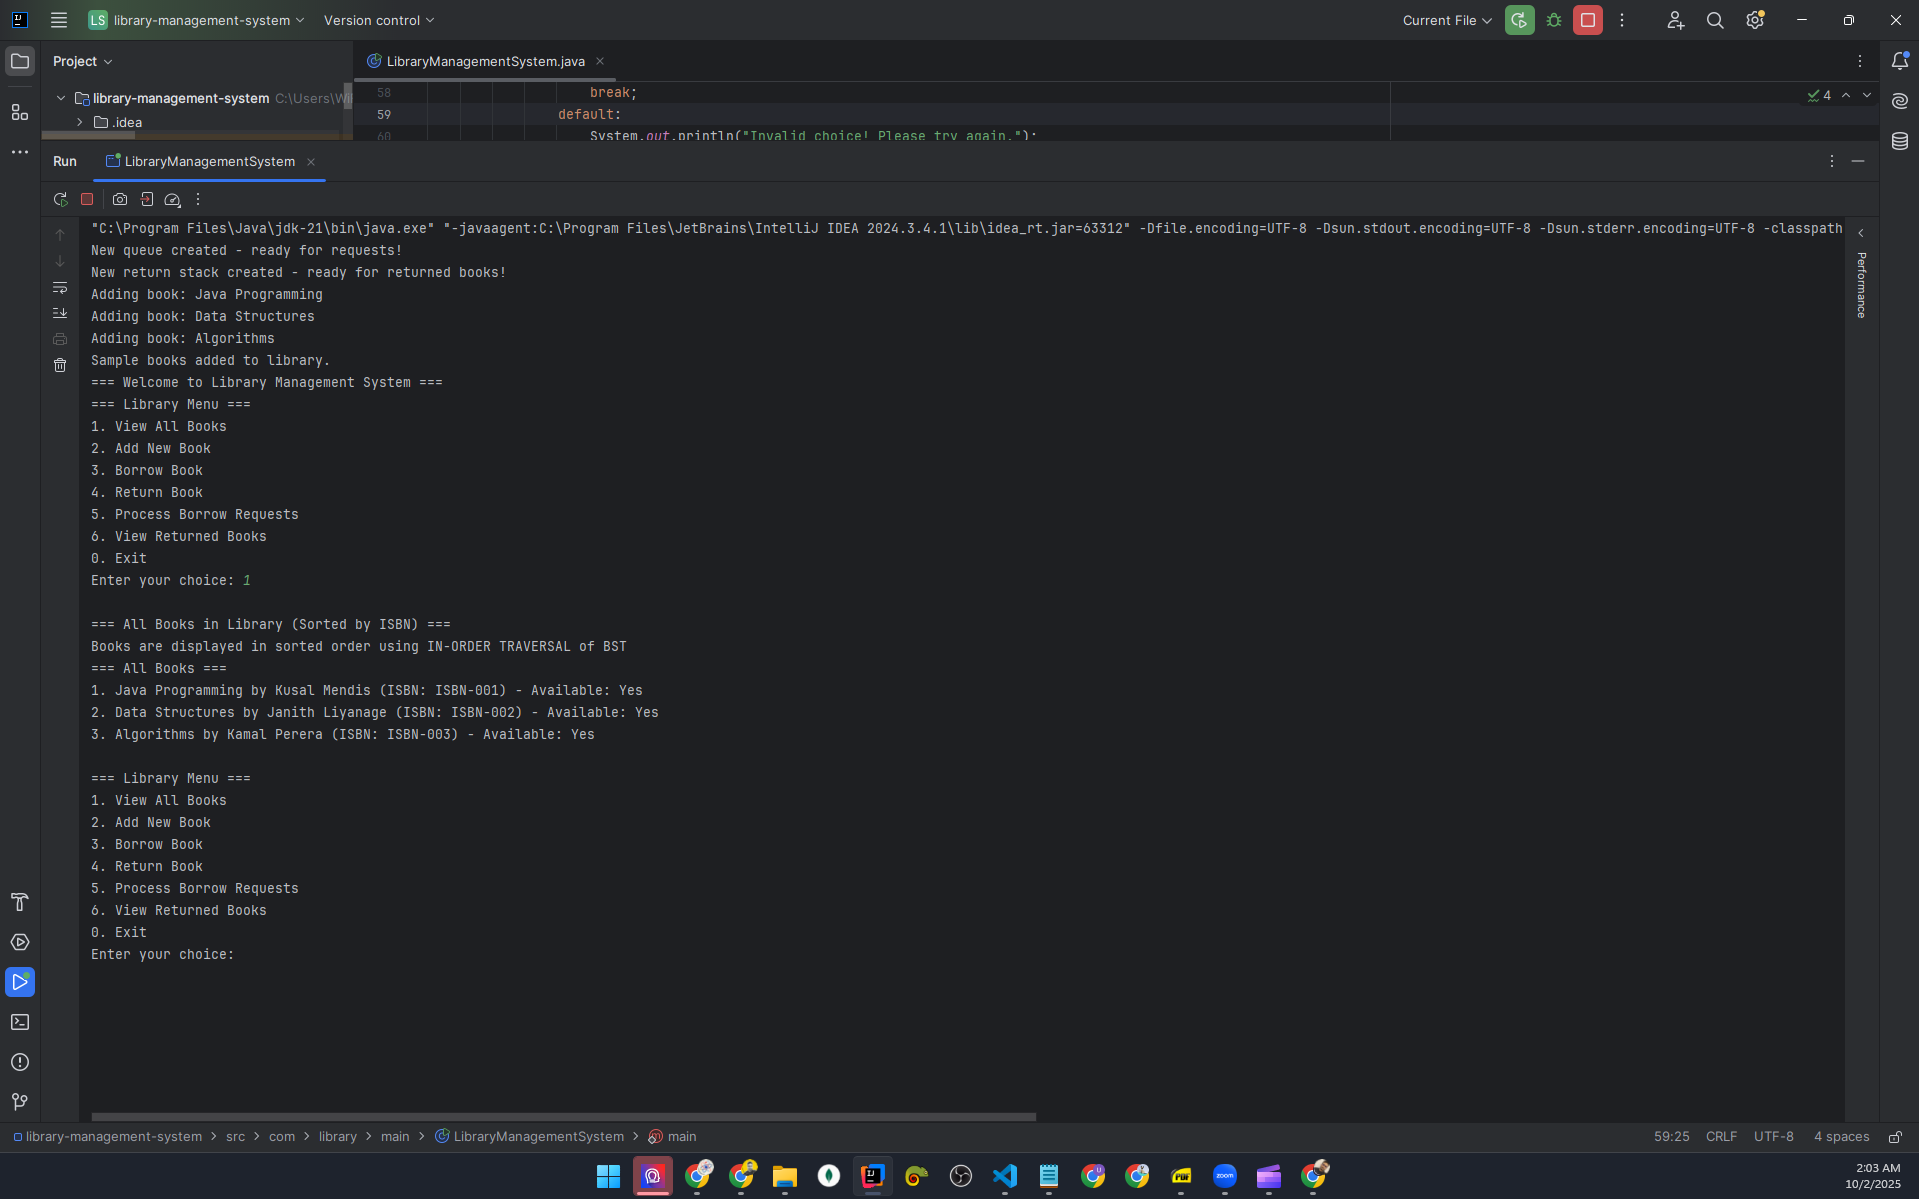 LS library-management-system Version control Current File
Project
LibraryManagementSystem.java
library-management-system C:\Users\Wi
.idea
58 break;
59 default:
60 System.out.println("Invalid choice! Please try again.");
4
Run LibraryManagementSystem
"C:\Program Files\Java\jdk-21\bin\java.exe" "-javaagent:C:\Program Files\JetBrains\IntelliJ IDEA 2024.3.4.1\lib\idea_rt.jar=63312" -Dfile.encoding=UTF-8 -Dsun.stdout.encoding=UTF-8 -Dsun.stderr.encoding=UTF-8 -classpath
New queue created - ready for requests!
New return stack created - ready for returned books!
Adding book: Java Programming
Adding book: Data Structures
Adding book: Algorithms
Sample books added to library.
=== Welcome to Library Management System ===
=== Library Menu ===
1. View All Books
2. Add New Book
3. Borrow Book
4. Return Book
5. Process Borrow Requests
6. View Returned Books
0. Exit
Enter your choice: 1
=== All Books in Library (Sorted by ISBN) ===
Books are displayed in sorted order using IN-ORDER TRAVERSAL of BST
=== All Books ===
1. Java Programming by Kusal Mendis (ISBN: ISBN-001) - Available: Yes
2. Data Structures by Janith Liyanage (ISBN: ISBN-002) - Available: Yes
3. Algorithms by Kamal Perera (ISBN: ISBN-003) - Available: Yes
=== Library Menu ===
1. View All Books
2. Add New Book
3. Borrow Book
4. Return Book
5. Process Borrow Requests
6. View Returned Books
0. Exit
Enter your choice:
Performance
library-management-system > src > com > library > main > LibraryManagementSystem > main
59:25 CRLF UTF-8 4 spaces
2:03 AM
10/2/2025